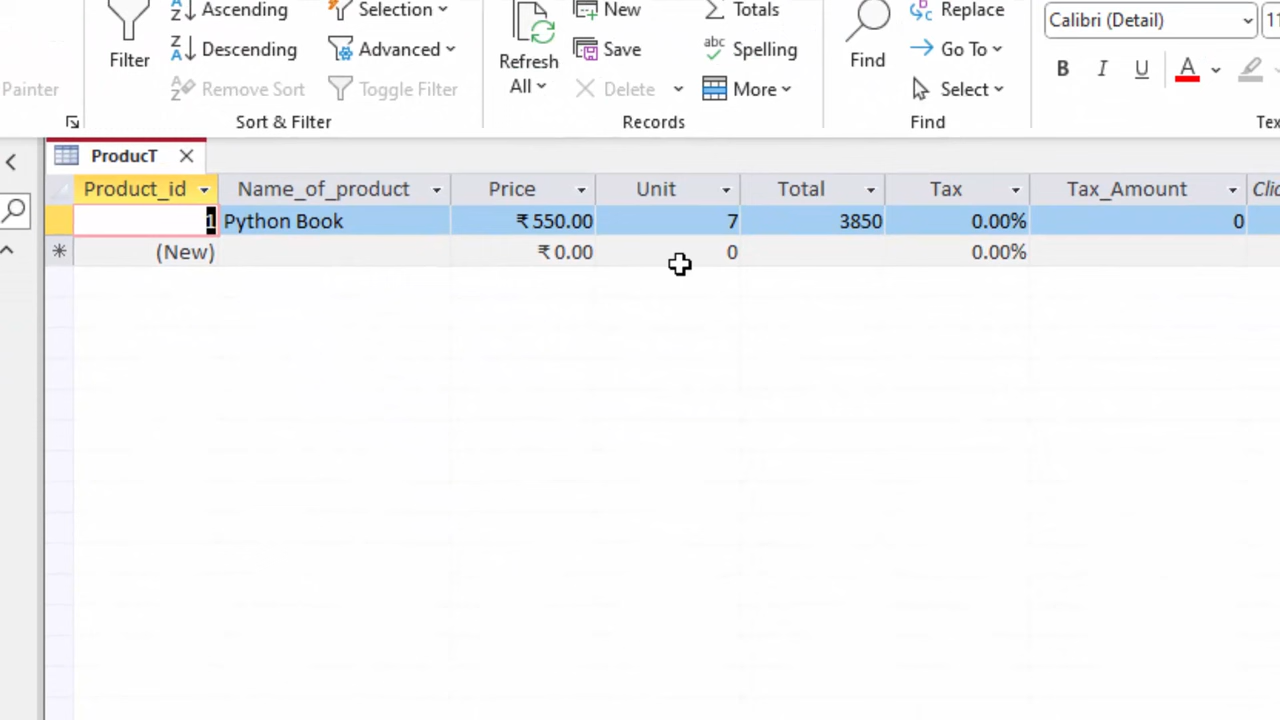 Ascending Selection New Totals Replace Calibri (Detail) 11
Filter Descending Advanced Refresh All Save Spelling Find Go To B I U A
Painter Remove Sort Toggle Filter Delete More Select
Sort & Filter Records Find
ProducT
Product_id Name_of_product Price Unit Total Tax Tax_Amount
1 Python Book ₹ 550.00 7 3850 0.00% 0
(New) ₹ 0.00 0 0.00%